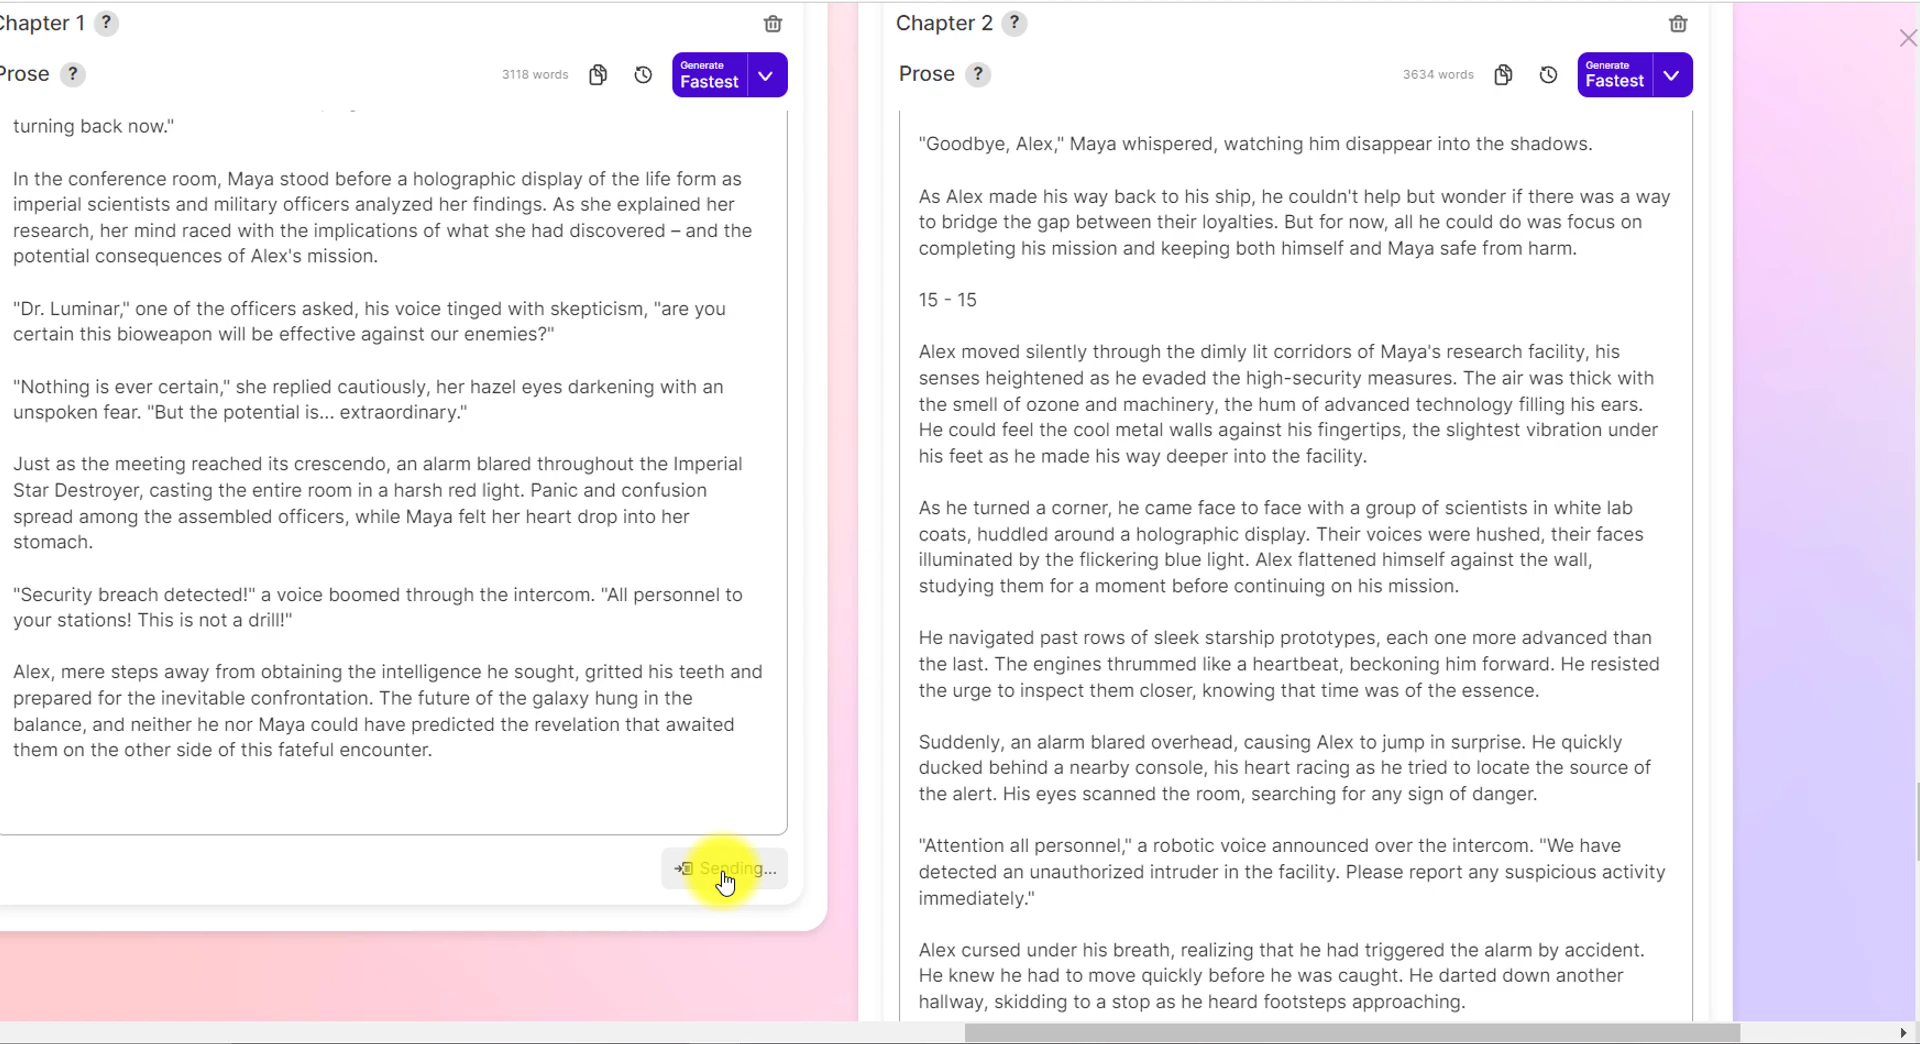 Chapter 1 ?
Prose ?
3118 words
Generate
Fastest
turning back now."
In the conference room, Maya stood before a holographic display of the life form as
imperial scientists and military officers analyzed her findings. As she explained her
research, her mind raced with the implications of what she had discovered – and the
potential consequences of Alex's mission.
"Dr. Luminar," one of the officers asked, his voice tinged with skepticism, "are you
certain this bioweapon will be effective against our enemies?"
"Nothing is ever certain," she replied cautiously, her hazel eyes darkening with an
unspoken fear. "But the potential is... extraordinary."
Just as the meeting reached its crescendo, an alarm blared throughout the Imperial
Star Destroyer, casting the entire room in a harsh red light. Panic and confusion
spread among the assembled officers, while Maya felt her heart drop into her
stomach.
"Security breach detected!" a voice boomed through the intercom. "All personnel to
your stations! This is not a drill!"
Alex, mere steps away from obtaining the intelligence he sought, gritted his teeth and
prepared for the inevitable confrontation. The future of the galaxy hung in the
balance, and neither he nor Maya could have predicted the revelation that awaited
them on the other side of this fateful encounter.
Sending...
Chapter 2 ?
Prose ?
3634 words
Generate
Fastest
"Goodbye, Alex," Maya whispered, watching him disappear into the shadows.
As Alex made his way back to his ship, he couldn't help but wonder if there was a way
to bridge the gap between their loyalties. But for now, all he could do was focus on
completing his mission and keeping both himself and Maya safe from harm.
15 - 15
Alex moved silently through the dimly lit corridors of Maya's research facility, his
senses heightened as he evaded the high-security measures. The air was thick with
the smell of ozone and machinery, the hum of advanced technology filling his ears.
He could feel the cool metal walls against his fingertips, the slightest vibration under
his feet as he made his way deeper into the facility.
As he turned a corner, he came face to face with a group of scientists in white lab
coats, huddled around a holographic display. Their voices were hushed, their faces
illuminated by the flickering blue light. Alex flattened himself against the wall,
studying them for a moment before continuing on his mission.
He navigated past rows of sleek starship prototypes, each one more advanced than
the last. The engines thrummed like a heartbeat, beckoning him forward. He resisted
the urge to inspect them closer, knowing that time was of the essence.
Suddenly, an alarm blared overhead, causing Alex to jump in surprise. He quickly
ducked behind a nearby console, his heart racing as he tried to locate the source of
the alert. His eyes scanned the room, searching for any sign of danger.
"Attention all personnel," a robotic voice announced over the intercom. "We have
detected an unauthorized intruder in the facility. Please report any suspicious activity
immediately."
Alex cursed under his breath, realizing that he had triggered the alarm by accident.
He knew he had to move quickly before he was caught. He darted down another
hallway, skidding to a stop as he heard footsteps approaching.